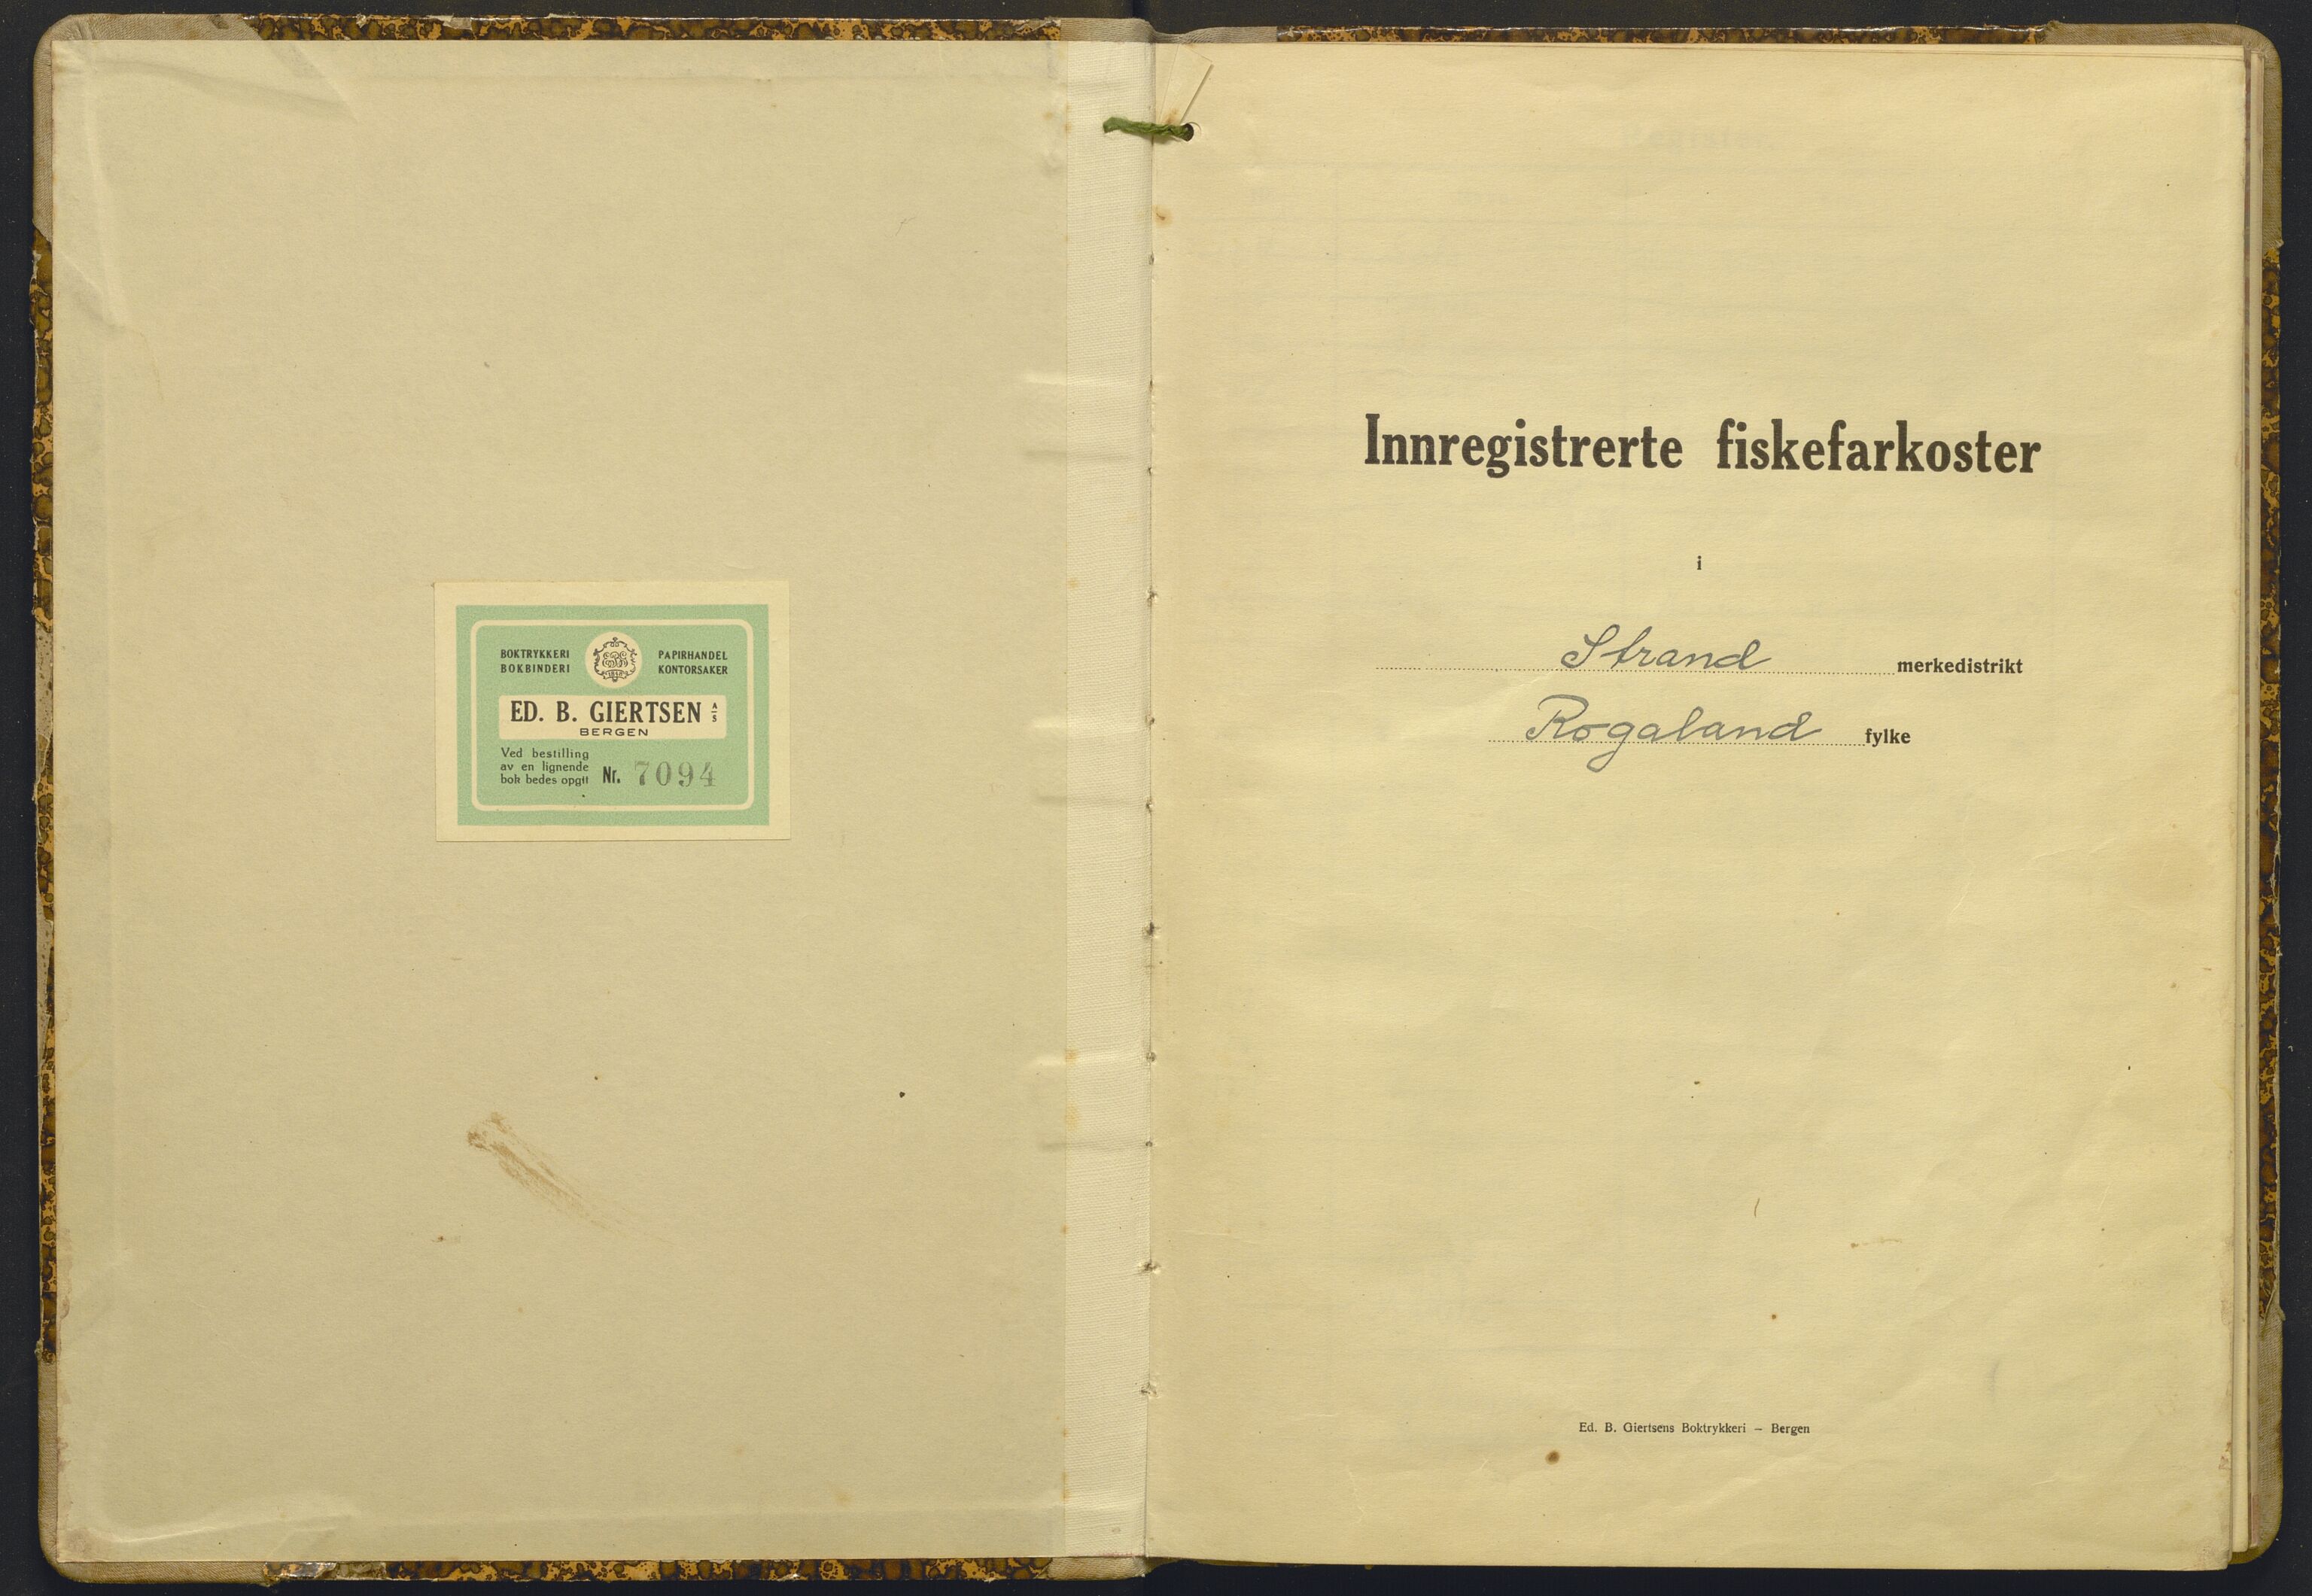 BOKTRYKKERI
BOKBINDERI
PAPIRHANDEL
KONTORSAKER
ED. B. GIERTSEN A/S
BERGEN
Ved bestilling
av en lignende
bok bedes opgitt Nr. 7094
Innregistrerte fiskefarkoster
i
Strand merkedistrikt
Rogaland fylke
Ed. B. Giertsens Boktrykkeri – Bergen